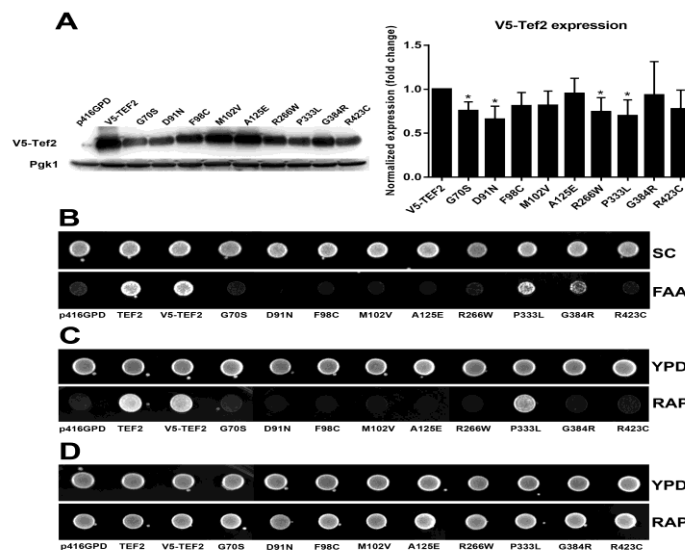 A
p416GPD V5-TEF2 G70S D91N F98C M102V A125E R266W P333L G384R R423C
V5-Tef2
Pgk1
V5-Tef2 expression
Normalized expression (fold change)
1.5
1.0
0.5
0.0
* * * *
V5-TEF2 G70S D91N F98C M102V A125E R266W P333L G384R R423C
B
SC
FAA
p416GPD TEF2 V5-TEF2 G70S D91N F98C M102V A125E R266W P333L G384R R423C
C
YPD
RAP
p416GPD TEF2 V5-TEF2 G70S D91N F98C M102V A125E R266W P333L G384R R423C
D
YPD
RAP
p416GPD TEF2 V5-TEF2 G70S D91N F98C M102V A125E R266W P333L G384R R423C